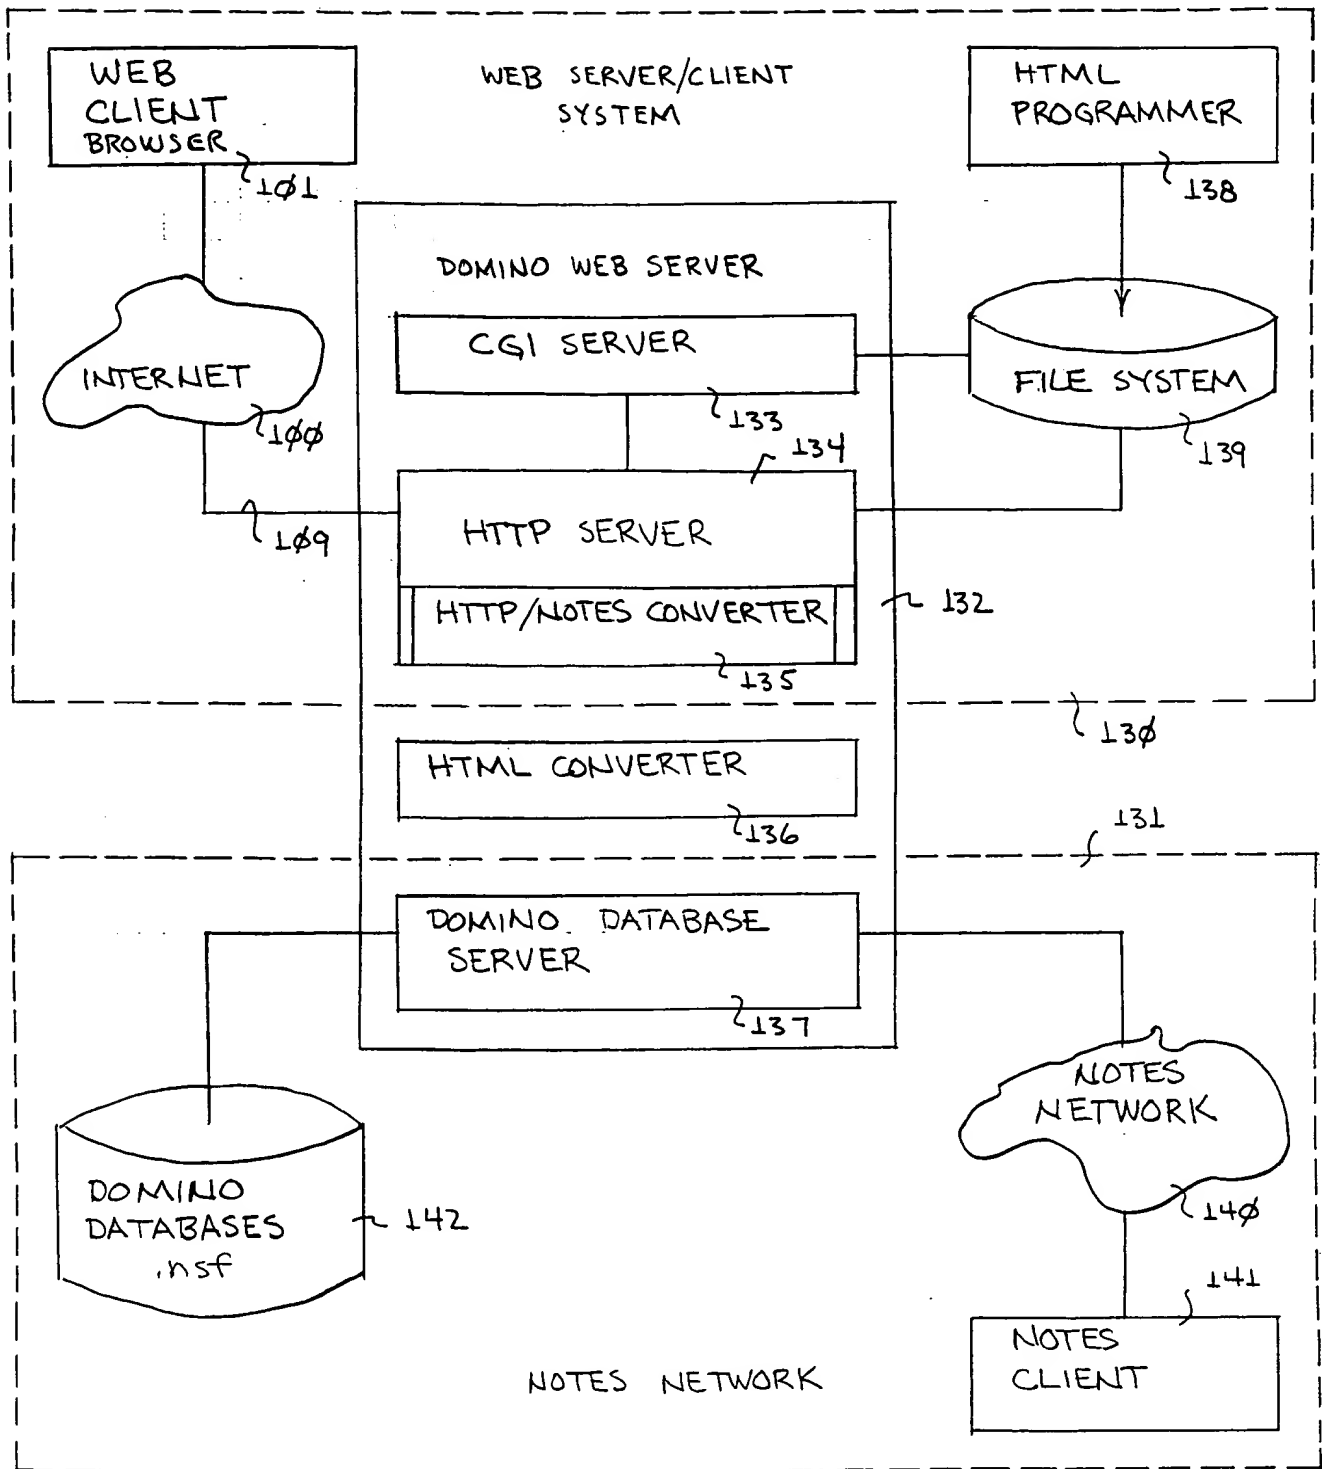 WEB
CLIENT
BROWSER
101
WEB SERVER/CLIENT
SYSTEM
HTML
PROGRAMMER
138
DOMINO WEB SERVER
CGI SERVER
133
INTERNET
100
109
FILE SYSTEM
139
134
HTTP SERVER
HTTP/NOTES CONVERTER
135
132
130
HTML CONVERTER
136
131
DOMINO DATABASE
SERVER
137
DOMINO
DATABASES
.nsf
142
NOTES
NETWORK
140
141
NOTES
CLIENT
NOTES NETWORK